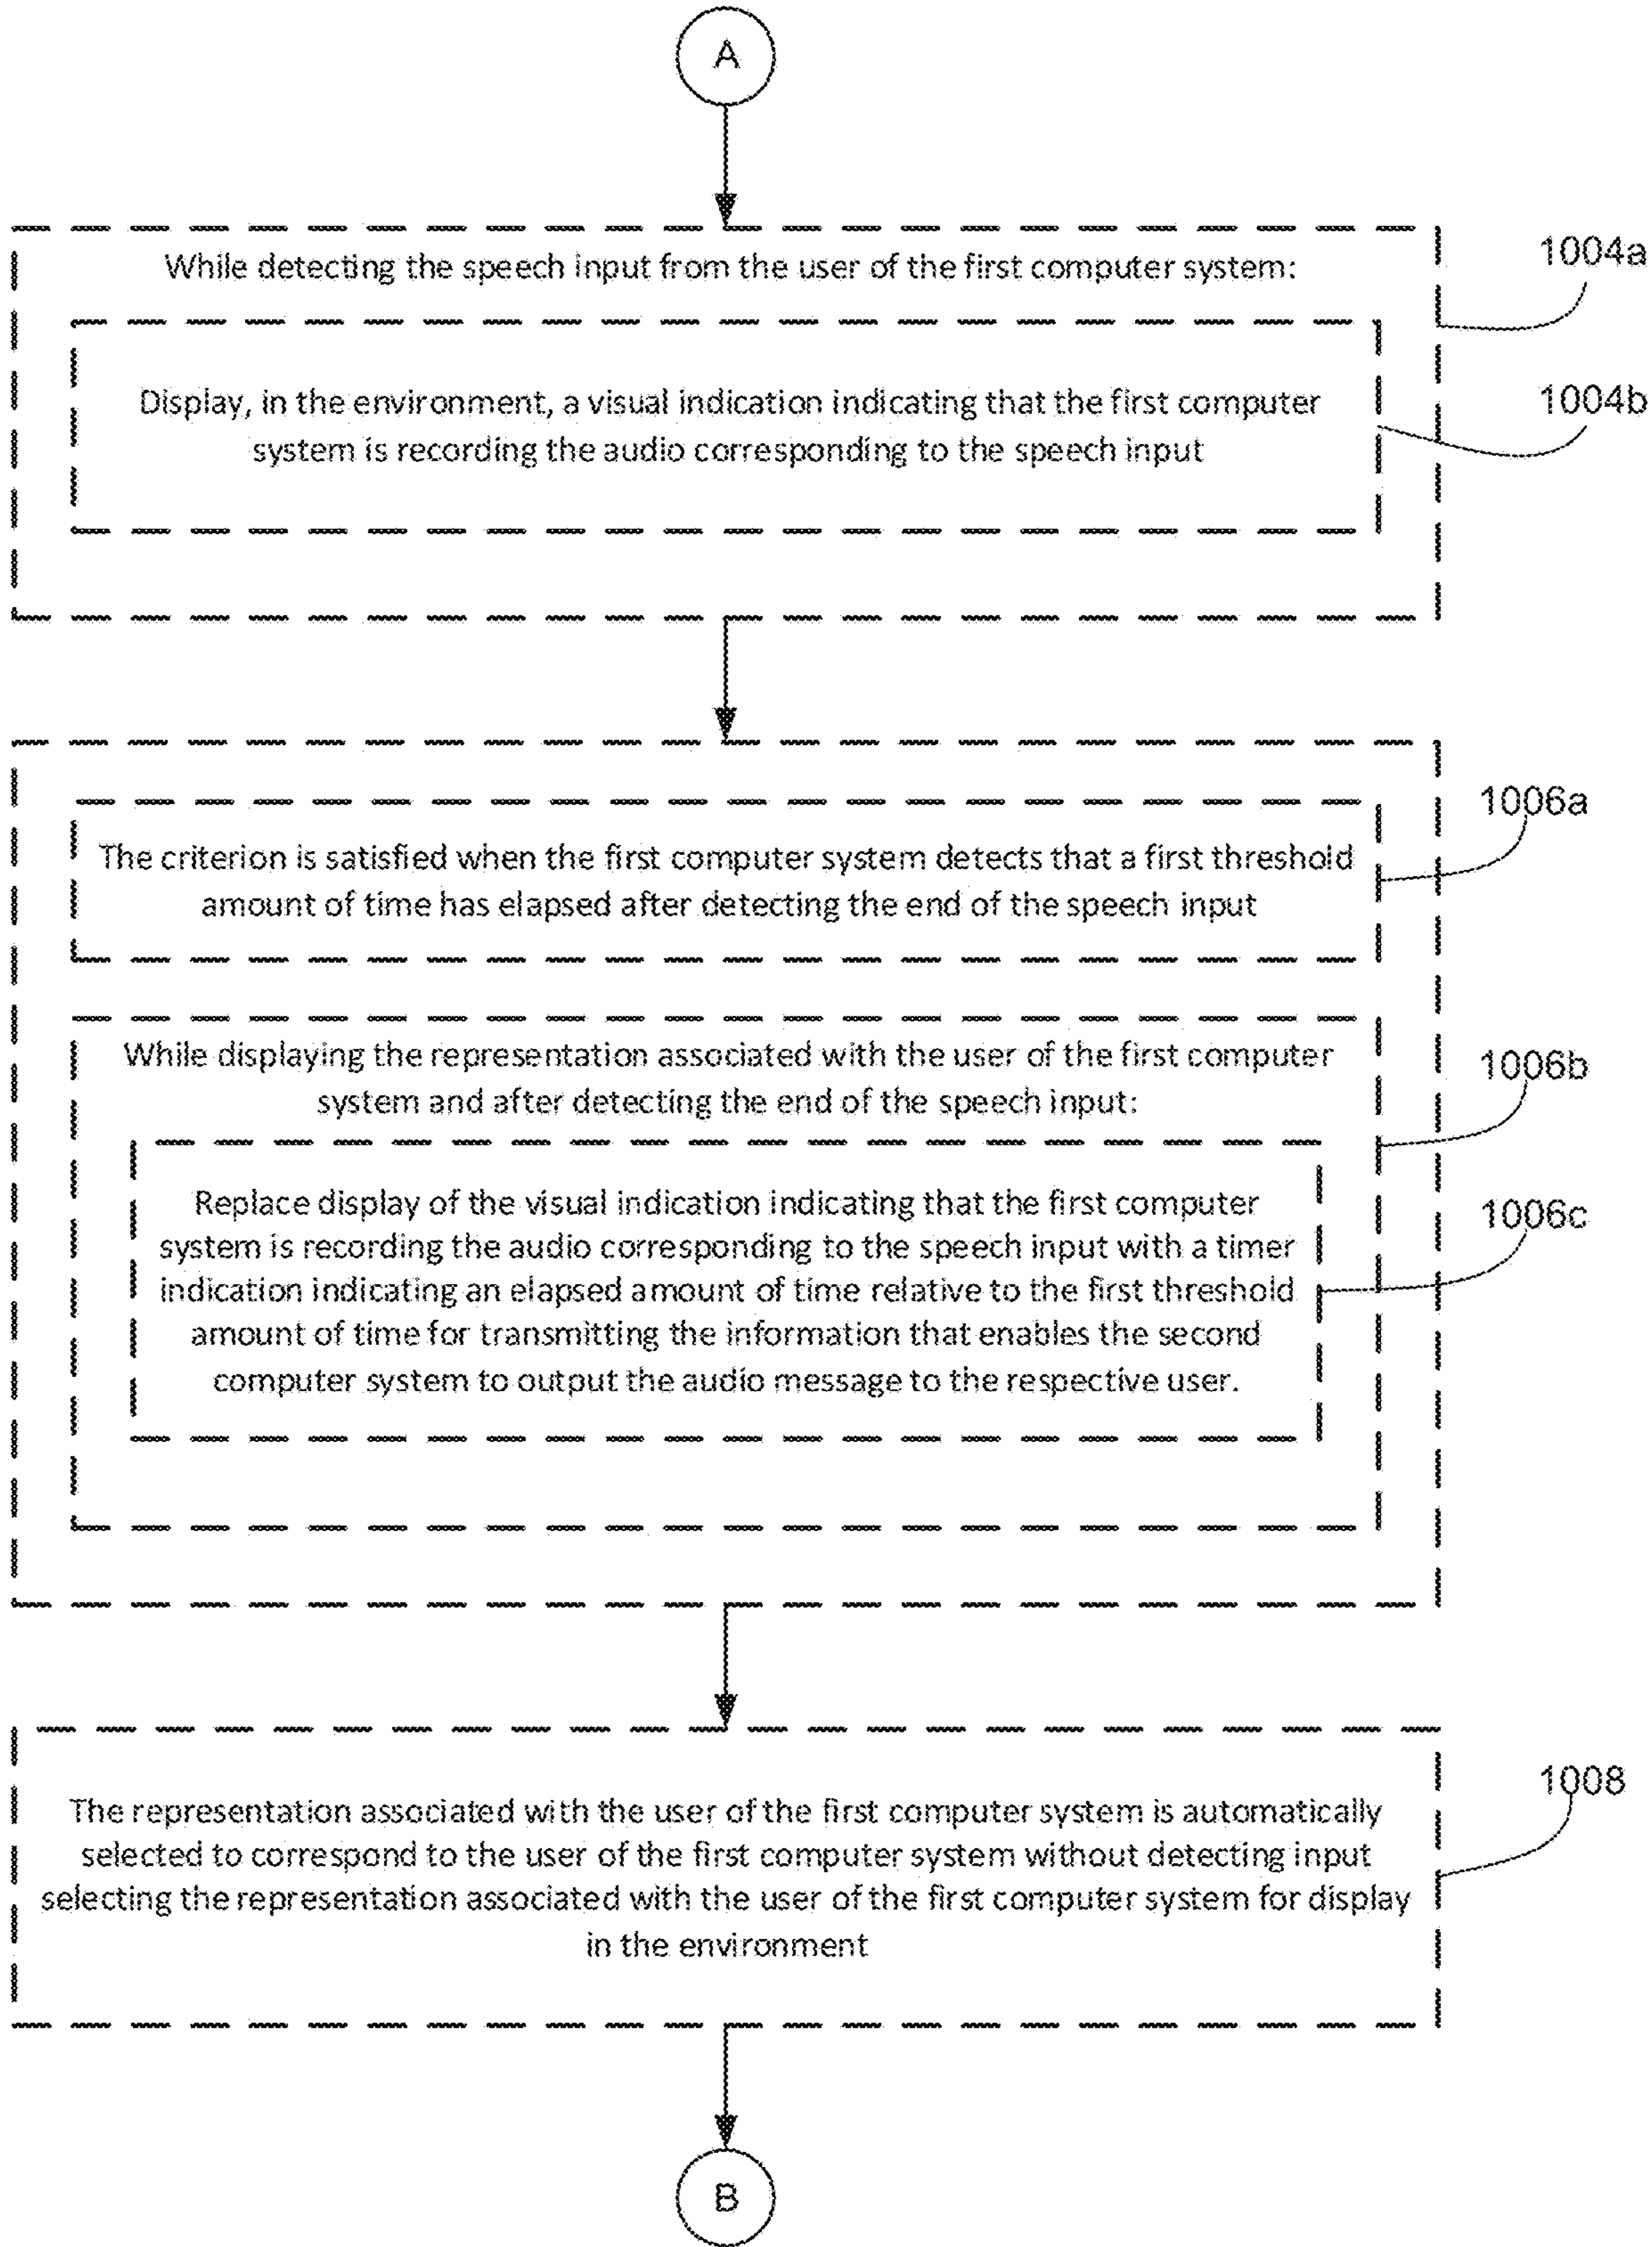 A
While detecting the speech input from the user of the first computer system:
1004a
Display, in the environment, a visual indication indicating that the first computer
system is recording the audio corresponding to the speech input
1004b
The criterion is satisfied when the first computer system detects that a first threshold
amount of time has elapsed after detecting the end of the speech input
1006a
While displaying the representation associated with the user of the first computer
system and after detecting the end of the speech input:
1006b
Replace display of the visual indication indicating that the first computer
system is recording the audio corresponding to the speech input with a timer
indication indicating an elapsed amount of time relative to the first threshold
amount of time for transmitting the information that enables the second
computer system to output the audio message to the respective user.
1006c
The representation associated with the user of the first computer system is automatically
selected to correspond to the user of the first computer system without detecting input
selecting the representation associated with the user of the first computer system for display
in the environment
1008
B